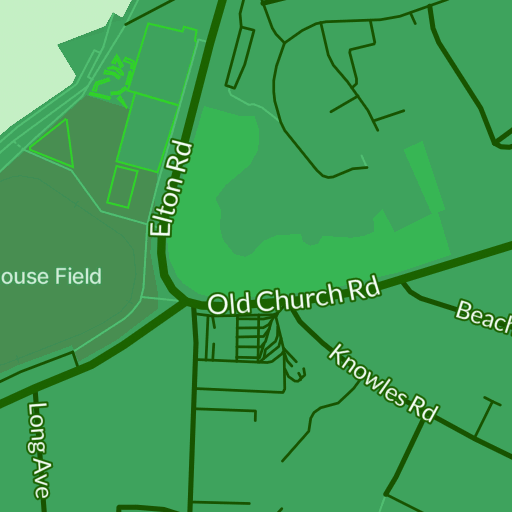 Elton Rd
ouse Field
Old Church Rd
Beach
Knowles Rd
Long Ave